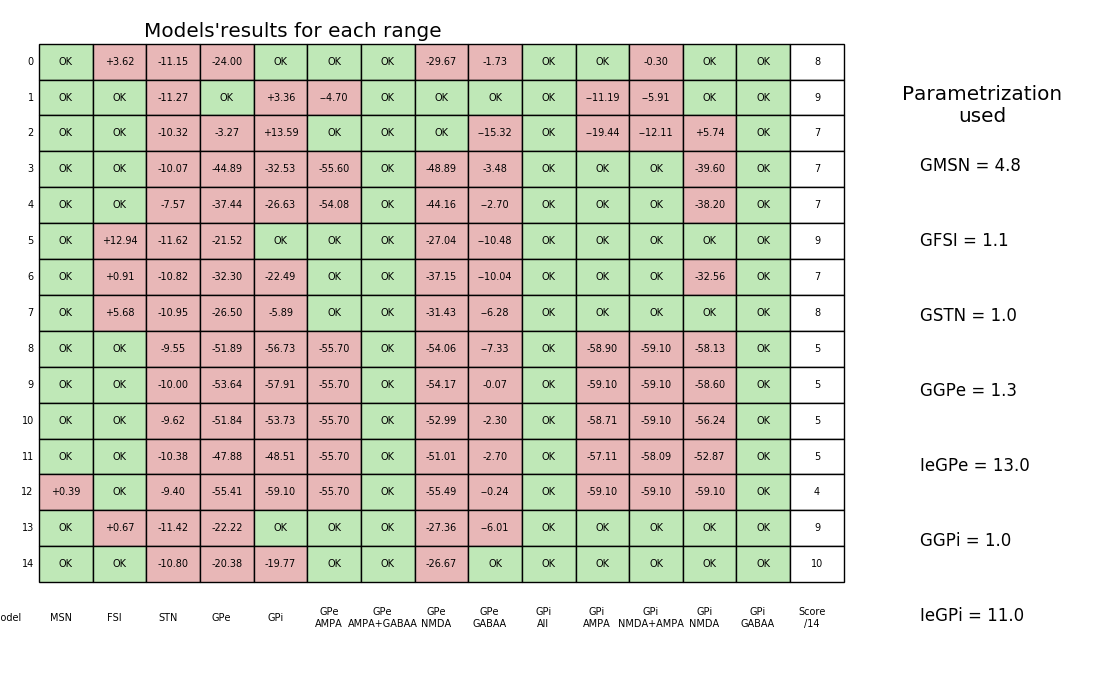 Models'results for each range
0 OK +3.62 -11.15 -24.00 OK OK OK -29.67 -1.73 OK OK -0.30 OK OK 8
1 OK OK -11.27 OK +3.36 --4.70 OK OK OK OK --11.19 --5.91 OK OK 9
2 OK OK -10.32 -3.27 +13.59 OK OK OK --15.32 OK --19.44 --12.11 +5.74 OK 7
3 OK OK -10.07 -44.89 -32.53 -55.60 OK -48.89 -3.48 OK OK OK -39.60 OK 7
4 OK OK -7.57 -37.44 -26.63 -54.08 OK -44.16 --2.70 OK OK OK -38.20 OK 7
5 OK +12.94 -11.62 -21.52 OK OK OK -27.04 --10.48 OK OK OK OK OK 9
6 OK +0.91 -10.82 -32.30 -22.49 OK OK -37.15 --10.04 OK OK OK -32.56 OK 7
7 OK +5.68 -10.95 -26.50 -5.89 OK OK -31.43 --6.28 OK OK OK OK OK 8
8 OK OK -9.55 -51.89 -56.73 -55.70 OK -54.06 --7.33 OK -58.90 -59.10 -58.13 OK 5
9 OK OK -10.00 -53.64 -57.91 -55.70 OK -54.17 -0.07 OK -59.10 -59.10 -58.60 OK 5
10 OK OK -9.62 -51.84 -53.73 -55.70 OK -52.99 -2.30 OK -58.71 -59.10 -56.24 OK 5
11 OK OK -10.38 -47.88 -48.51 -55.70 OK -51.01 -2.70 OK -57.11 -58.09 -52.87 OK 5
12 +0.39 OK -9.40 -55.41 -59.10 -55.70 OK -55.49 --0.24 OK -59.10 -59.10 -59.10 OK 4
13 OK +0.67 -11.42 -22.22 OK OK OK -27.36 --6.01 OK OK OK OK OK 9
14 OK OK -10.80 -20.38 -19.77 OK OK -26.67 OK OK OK OK OK OK 10
odel MSN FSI STN GPe GPi GPe AMPA GPe AMPA+GABAA GPe NMDA GPe GABAA GPi All GPi AMPA GPi NMDA+AMPA GPi NMDA GPi GABAA Score /14
Parametrization
used
GMSN = 4.8
GFSI = 1.1
GSTN = 1.0
GGPe = 1.3
IeGPe = 13.0
GGPi = 1.0
IeGPi = 11.0